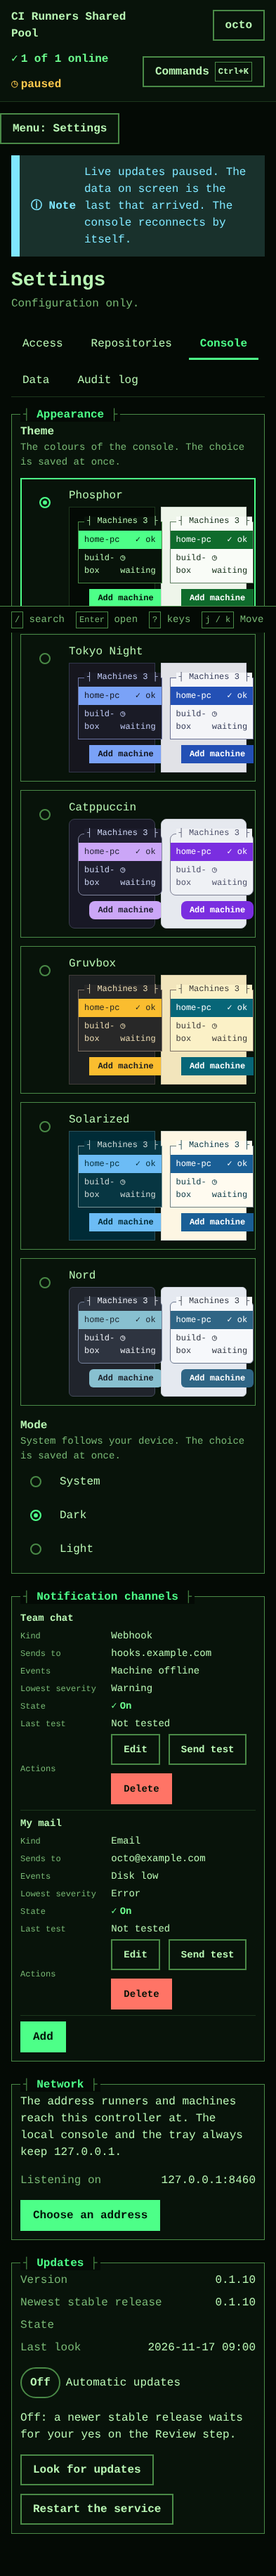 CI Runners Shared Pool
octo
✓ 1 of 1 online
◷ paused
Commands Ctrl+K
Menu: Settings
ⓘ Note
Live updates paused. The
data on screen is the
last that arrived. The
console reconnects by
itself.
Settings
Configuration only.
Access Repositories Console
Data Audit log
Appearance
Theme
The colours of the console. The choice
is saved at once.
Phosphor
Machines 3 Machines 3
home-pc ✓ ok home-pc ✓ ok
build-box ◷ waiting build-box ◷ waiting
Add machine Add machine
/ search Enter open ? keys j / k Move
Tokyo Night
Machines 3 Machines 3
home-pc ✓ ok home-pc ✓ ok
build-box ◷ waiting build-box ◷ waiting
Add machine Add machine
Catppuccin
Machines 3 Machines 3
home-pc ✓ ok home-pc ✓ ok
build-box ◷ waiting build-box ◷ waiting
Add machine Add machine
Gruvbox
Machines 3 Machines 3
home-pc ✓ ok home-pc ✓ ok
build-box ◷ waiting build-box ◷ waiting
Add machine Add machine
Solarized
Machines 3 Machines 3
home-pc ✓ ok home-pc ✓ ok
build-box ◷ waiting build-box ◷ waiting
Add machine Add machine
Nord
Machines 3 Machines 3
home-pc ✓ ok home-pc ✓ ok
build-box ◷ waiting build-box ◷ waiting
Add machine Add machine
Mode
System follows your device. The choice
is saved at once.
System
Dark
Light
Notification channels
Team chat
Kind Webhook
Sends to hooks.example.com
Events Machine offline
Lowest severity Warning
State ✓ On
Last test Not tested
Actions Edit Send test
Delete
My mail
Kind Email
Sends to octo@example.com
Events Disk low
Lowest severity Error
State ✓ On
Last test Not tested
Actions Edit Send test
Delete
Add
Network
The address runners and machines
reach this controller at. The
local console and the tray always
keep 127.0.0.1.
Listening on 127.0.0.1:8460
Choose an address
Updates
Version 0.1.10
Newest stable release 0.1.10
State
Last look 2026-11-17 09:00
Off Automatic updates
Off: a newer stable release waits
for your yes on the Review step.
Look for updates
Restart the service